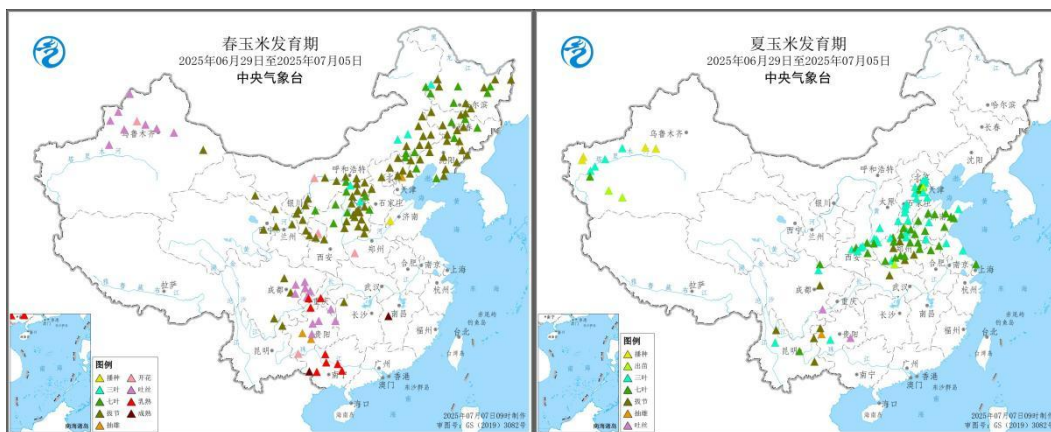 春玉米发育期
2025年06月29日至2025年07月05日
中央气象台
哈尔滨
乌鲁木齐
沈阳
呼和浩特
天津
银川
石家庄
济南
西宁
兰州
郑州
西安
合肥
南京
上海
拉萨
成都
武汉
杭州
长沙
南昌
贵阳
福州
台北
昆明
广州
香港
澳门
海口
南海诸岛
图例
播种
开花
三叶
吐丝
七叶
乳熟
拔节
成熟
抽雄
2025年07月07日09时制作
审图号:GS (2019) 3082号
夏玉米发育期
2025年06月29日至2025年07月05日
中央气象台
哈尔滨
长春
乌鲁木齐
沈阳
呼和浩特
天津
银川
太原
石家庄
西宁
兰州
西安
郑州
合肥
南京
上海
拉萨
成都
武汉
杭州
重庆
长沙
南昌
贵阳
福州
台北
昆明
广州
南宁
香港
澳门
海口
南海诸岛
图例
播种
出苗
三叶
七叶
拔节
抽雄
吐丝
2025年07月07日09时制作
审图号:GS (2019) 3082号